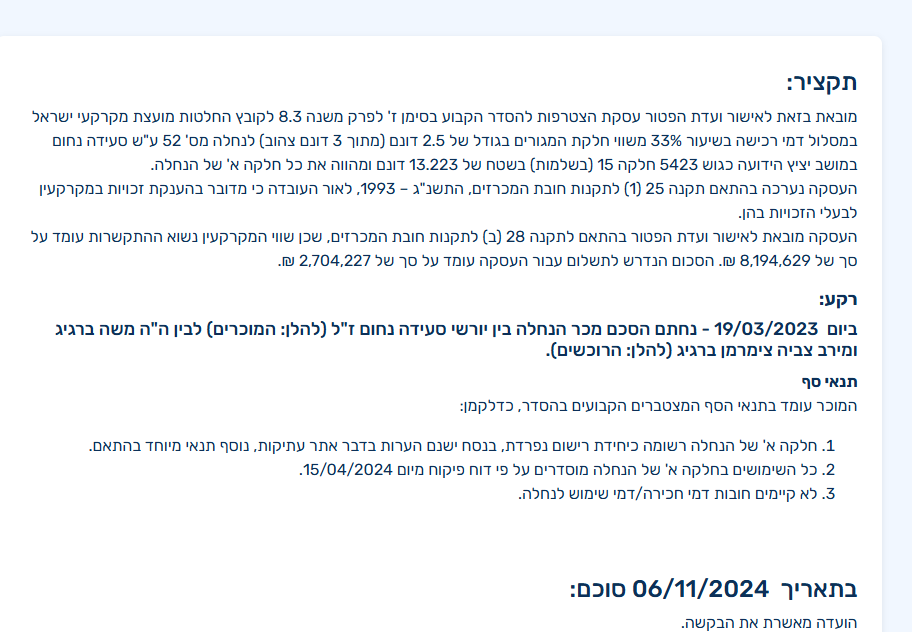 תקציר:
מובאת בזאת לאישור ועדת הפטור עסקת הצטרפות להסדר הקבוע בסימן ז' לפרק משנה 8.3 לקובץ החלטות מועצת מקרקעי ישראל
במסלול דמי רכישה בשיעור 33% משווי חלקת המגורים בגודל של 2.5 דונם (מתוך 3 דונם צהוב) לנחלה מס' 52 ע"ש סעידה נחום
במושב יציץ הידועה כגוש 5423 חלקה 15 (בשלמות) בשטח של 13.223 דונם ומהווה את כל חלקה א' של הנחלה.
העסקה נערכה בהתאם תקנה 25 (1) לתקנות חובת המכרזים, התשנ"ג – 1993, לאור העובדה כי מדובר בהענקת זכויות במקרקעין
לבעלי הזכויות בהן.
העסקה מובאת לאישור ועדת הפטור בהתאם לתקנה 28 (ב) לתקנות חובת המכרזים, שכן שווי המקרקעין נשוא ההתקשרות עומד על
סך של 8,194,629 ₪. הסכום הנדרש לתשלום עבור העסקה עומד על סך של 2,704,227 ₪.
רקע:
ביום 19/03/2023 - נחתם הסכם מכר הנחלה בין יורשי סעידה נחום ז"ל (להלן: המוכרים) לבין ה"ה משה ברגיג
ומירב צביה צימרמן ברגיג (להלן: הרוכשים).
תנאי סף
המוכר עומד בתנאי הסף המצטברים הקבועים בהסדר, כדלקמן:
1. חלקה א' של הנחלה רשומה כיחידת רישום נפרדת, בנסח ישנם הערות בדבר אתר עתיקות, נוסף תנאי מיוחד בהתאם.
2. כל השימושים בחלקה א' של הנחלה מוסדרים על פי דוח פיקוח מיום 15/04/2024.
3. לא קיימים חובות דמי חכירה/דמי שימוש לנחלה.
בתאריך 06/11/2024 סוכם:
הועדה מאשרת את הבקשה.